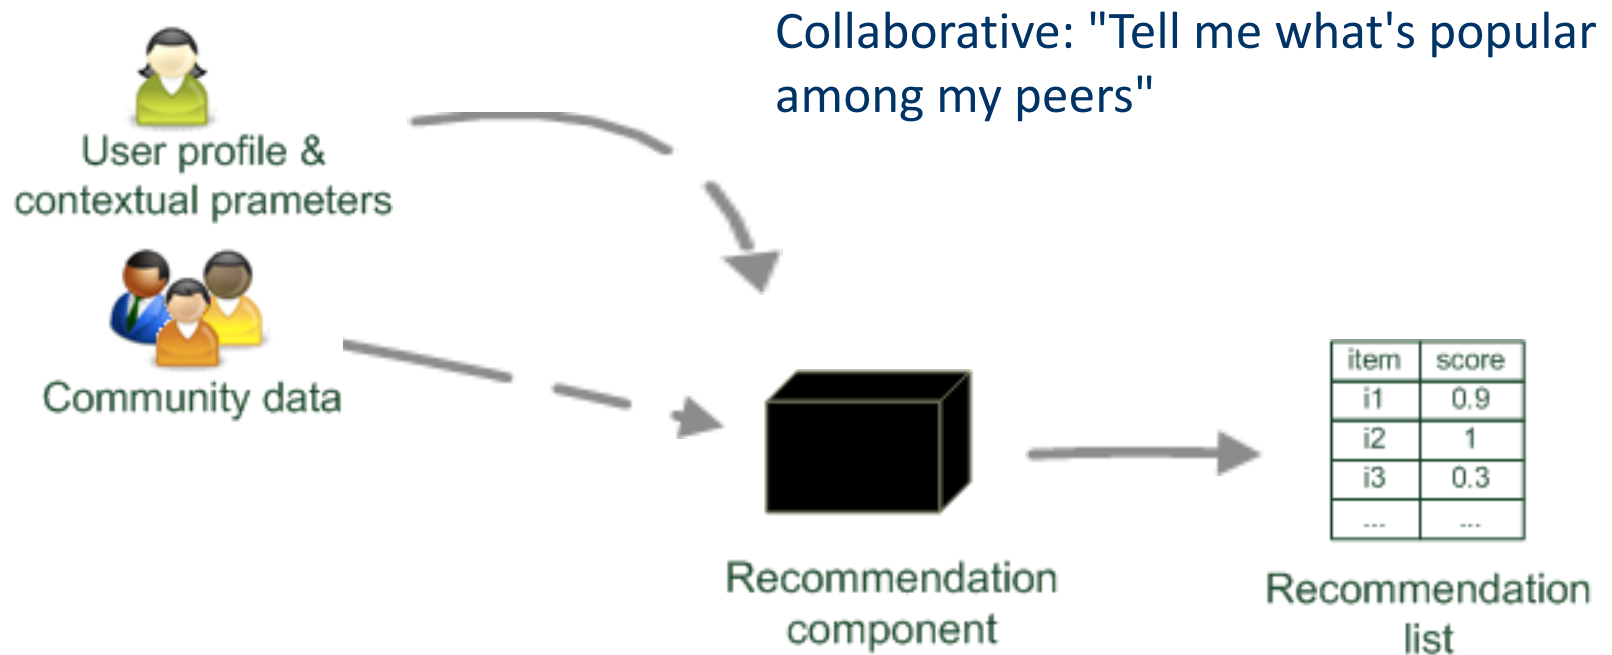 Collaborative: "Tell me what's popular
among my peers"
User profile &
contextual prameters
Community data
item score
i1 0.9
i2 1
i3 0.3
... ...
Recommendation
component
Recommendation
list